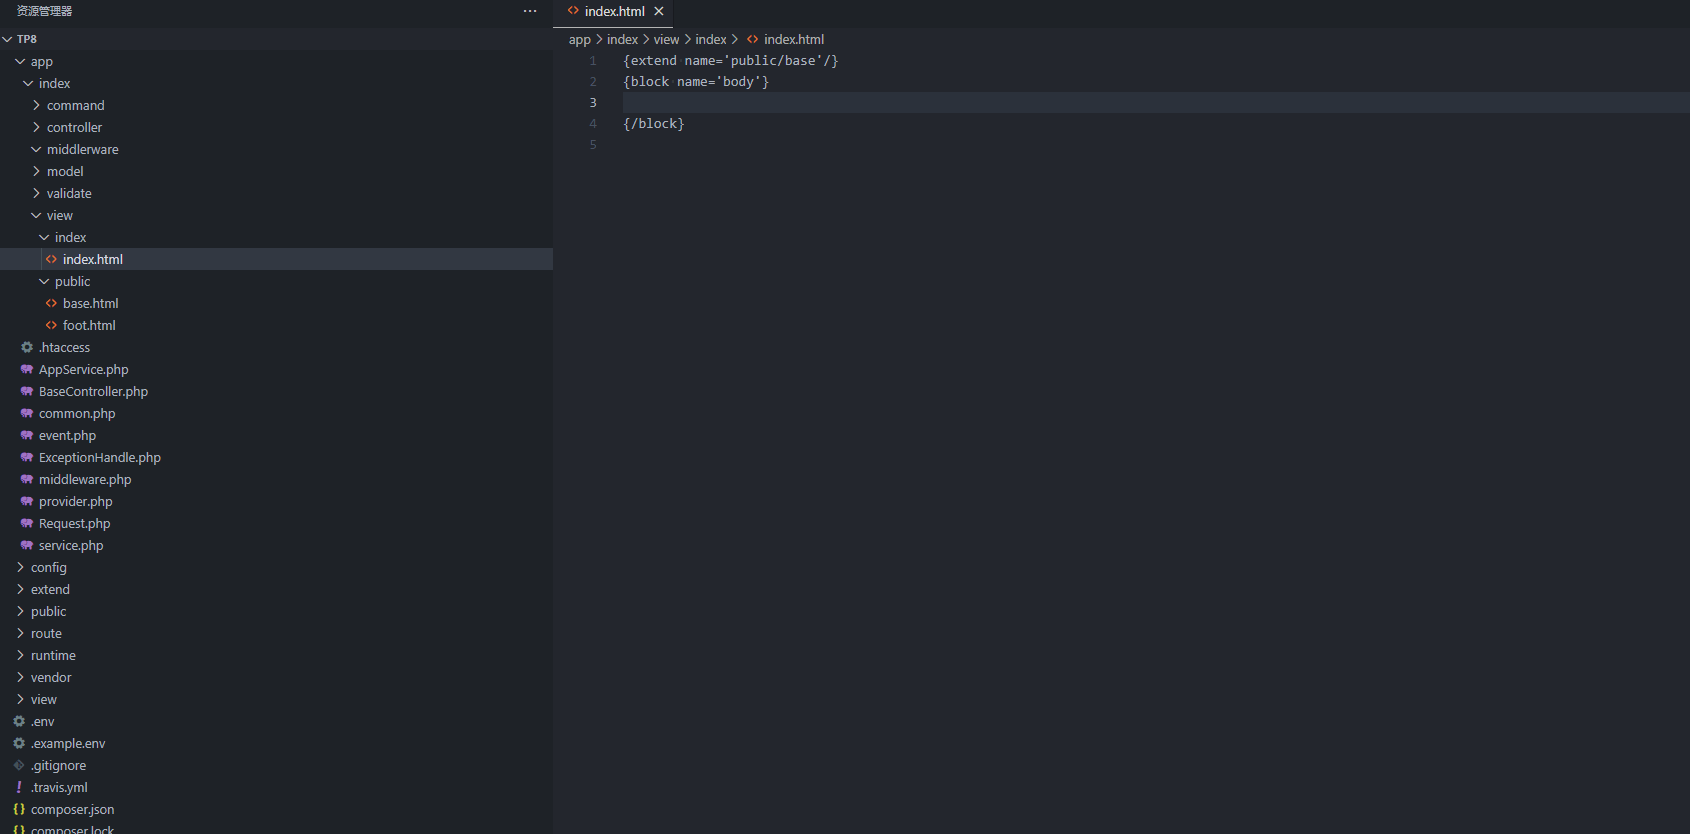 资源管理器
TP8
app
index
command
controller
middlerware
model
validate
view
index
index.html
public
base.html
foot.html
.htaccess
AppService.php
BaseController.php
common.php
event.php
ExceptionHandle.php
middleware.php
provider.php
Request.php
service.php
config
extend
public
route
runtime
vendor
view
.env
.example.env
.gitignore
.travis.yml
composer.json
composer.lock
index.html
app > index > view > index > index.html
1 {extend name='public/base'/}
2 {block name='body'}
3
4 {/block}
5